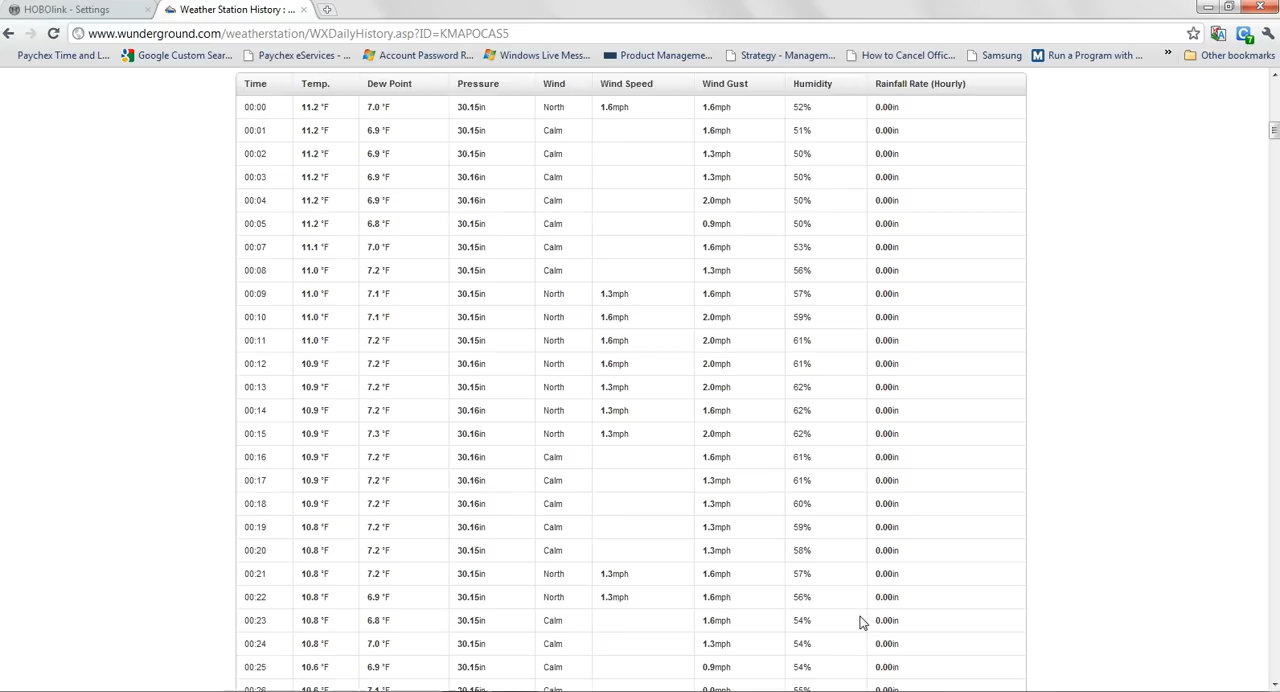 HOBOlink - Settings
Weather Station History : ...
www.wunderground.com/weatherstation/WXDailyHistory.asp?ID=KMAPOCAS5
Paychex Time and L... Google Custom Sear... Paychex eServices - ... Account Password R... Windows Live Mess... Product Manageme... Strategy - Managem... How to Cancel Offic... Samsung Run a Program with ... » Other bookmarks
Time Temp. Dew Point Pressure Wind Wind Speed Wind Gust Humidity Rainfall Rate (Hourly)
00:00 11.2 °F 7.0 °F 30.15in North 1.6mph 1.6mph 52% 0.00in
00:01 11.2 °F 6.9 °F 30.15in Calm 1.6mph 51% 0.00in
00:02 11.2 °F 6.9 °F 30.15in Calm 1.3mph 50% 0.00in
00:03 11.2 °F 6.9 °F 30.16in Calm 1.3mph 50% 0.00in
00:04 11.2 °F 6.9 °F 30.16in Calm 2.0mph 50% 0.00in
00:05 11.2 °F 6.8 °F 30.15in Calm 0.9mph 50% 0.00in
00:07 11.1 °F 7.0 °F 30.15in Calm 1.6mph 53% 0.00in
00:08 11.0 °F 7.2 °F 30.15in Calm 1.3mph 56% 0.00in
00:09 11.0 °F 7.1 °F 30.15in North 1.3mph 1.6mph 57% 0.00in
00:10 11.0 °F 7.1 °F 30.15in North 1.6mph 2.0mph 59% 0.00in
00:11 11.0 °F 7.2 °F 30.15in North 1.6mph 2.0mph 61% 0.00in
00:12 10.9 °F 7.2 °F 30.16in North 1.6mph 2.0mph 61% 0.00in
00:13 10.9 °F 7.2 °F 30.15in North 1.3mph 2.0mph 62% 0.00in
00:14 10.9 °F 7.2 °F 30.16in North 1.3mph 1.6mph 62% 0.00in
00:15 10.9 °F 7.3 °F 30.16in North 1.3mph 2.0mph 62% 0.00in
00:16 10.9 °F 7.2 °F 30.16in Calm 1.6mph 61% 0.00in
00:17 10.9 °F 7.2 °F 30.15in Calm 1.3mph 61% 0.00in
00:18 10.9 °F 7.2 °F 30.16in Calm 1.3mph 60% 0.00in
00:19 10.8 °F 7.2 °F 30.16in Calm 1.3mph 59% 0.00in
00:20 10.8 °F 7.2 °F 30.15in Calm 1.3mph 58% 0.00in
00:21 10.8 °F 7.2 °F 30.15in North 1.3mph 1.6mph 57% 0.00in
00:22 10.8 °F 6.9 °F 30.15in North 1.3mph 1.6mph 56% 0.00in
00:23 10.8 °F 6.8 °F 30.15in Calm 1.6mph 54% 0.00in
00:24 10.8 °F 7.0 °F 30.15in Calm 1.3mph 54% 0.00in
00:25 10.6 °F 6.9 °F 30.15in Calm 0.9mph 54% 0.00in
00:26 10.6 °F 7.1 °F 30.15in Calm 0.0mph 55% 0.00in